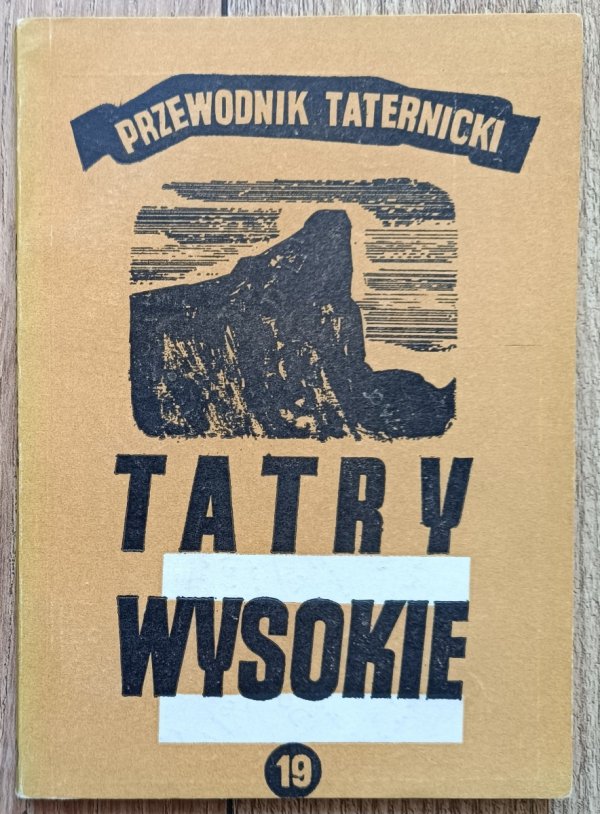 PRZEWODNIK TATERNICKI
TATRY
WYSOKIE
19